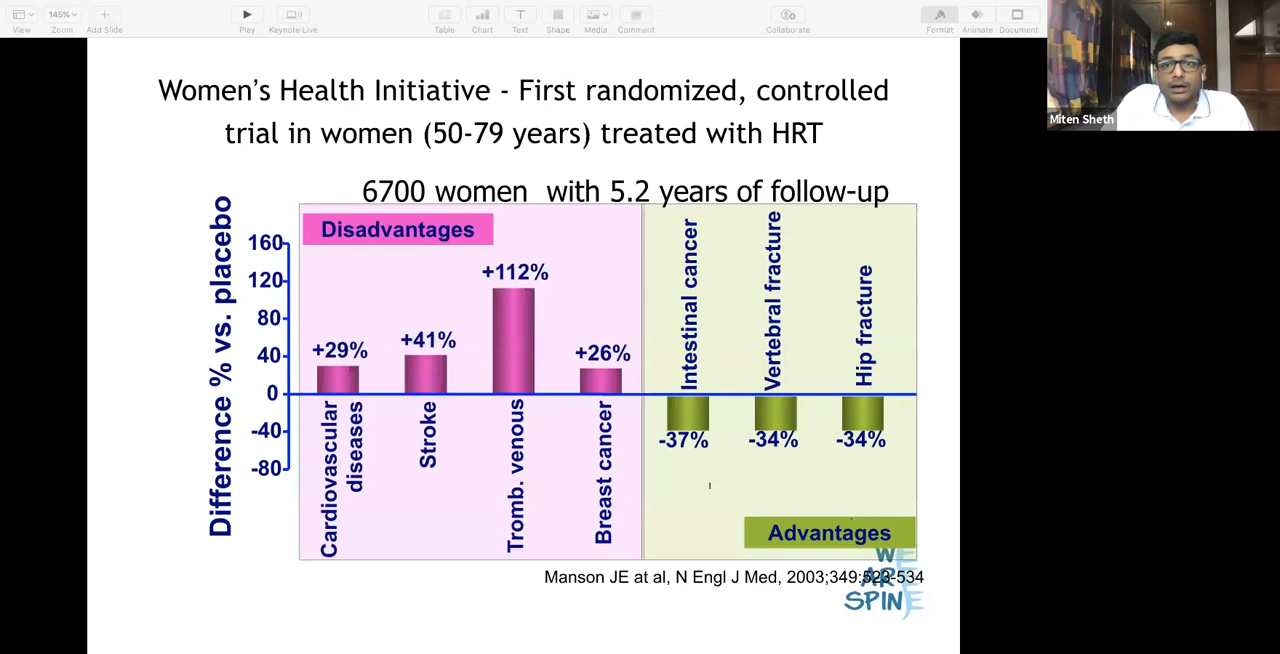 View
145%
Zoom
Add Slide
Play
Keynote Live
Table
Chart
Text
Shape
Media
Comment
Collaborate
Format
Animate
Document
Miten Sheth
Women's Health Initiative - First randomized, controlled
trial in women (50-79 years) treated with HRT
6700 women with 5.2 years of follow-up
Difference % vs. placebo
160
120
80
40
0
-40
-80
Disadvantages
+29%
+41%
+112%
+26%
Cardiovascular
diseases
Stroke
Tromb. venous
Breast cancer
Intestinal cancer
Vertebral fracture
Hip fracture
-37%
-34%
-34%
Advantages
Manson JE at al, N Engl J Med, 2003;349:523-534
WE
ARE
SPINE